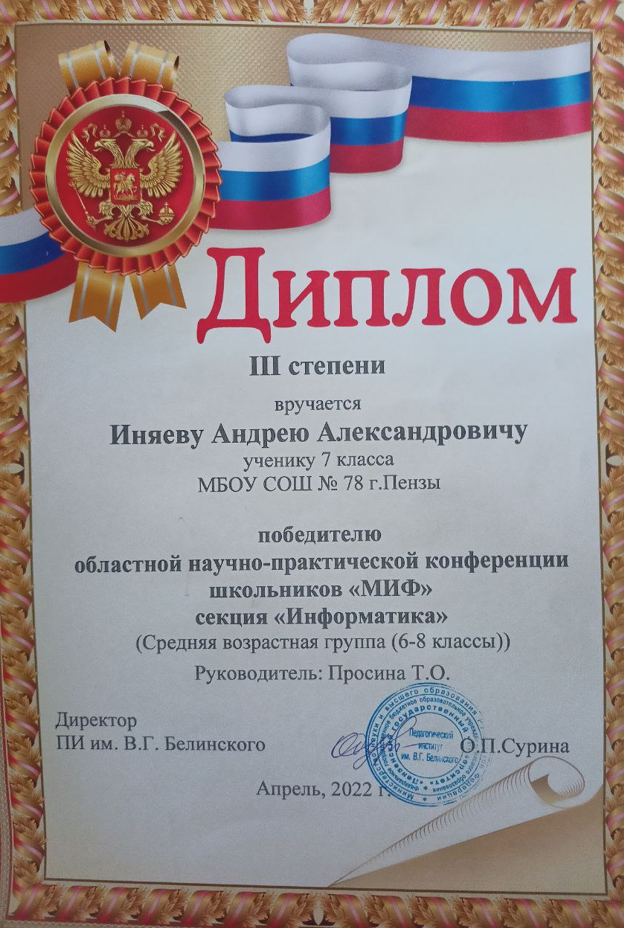 Диплом
III степени
вручается
Иняеву Андрею Александровичу
ученику 7 класса
МБОУ СОШ № 78 г.Пензы
победителю
областной научно-практической конференции
школьников «МИФ»
секция «Информатика»
(Средняя возрастная группа (6-8 классы))
Руководитель: Просина Т.О.
Директор
ПИ им. В.Г. Белинского
О.П.Сурина
Педагогический
институт
им. В.Г. Белинского
Апрель, 2022 г.